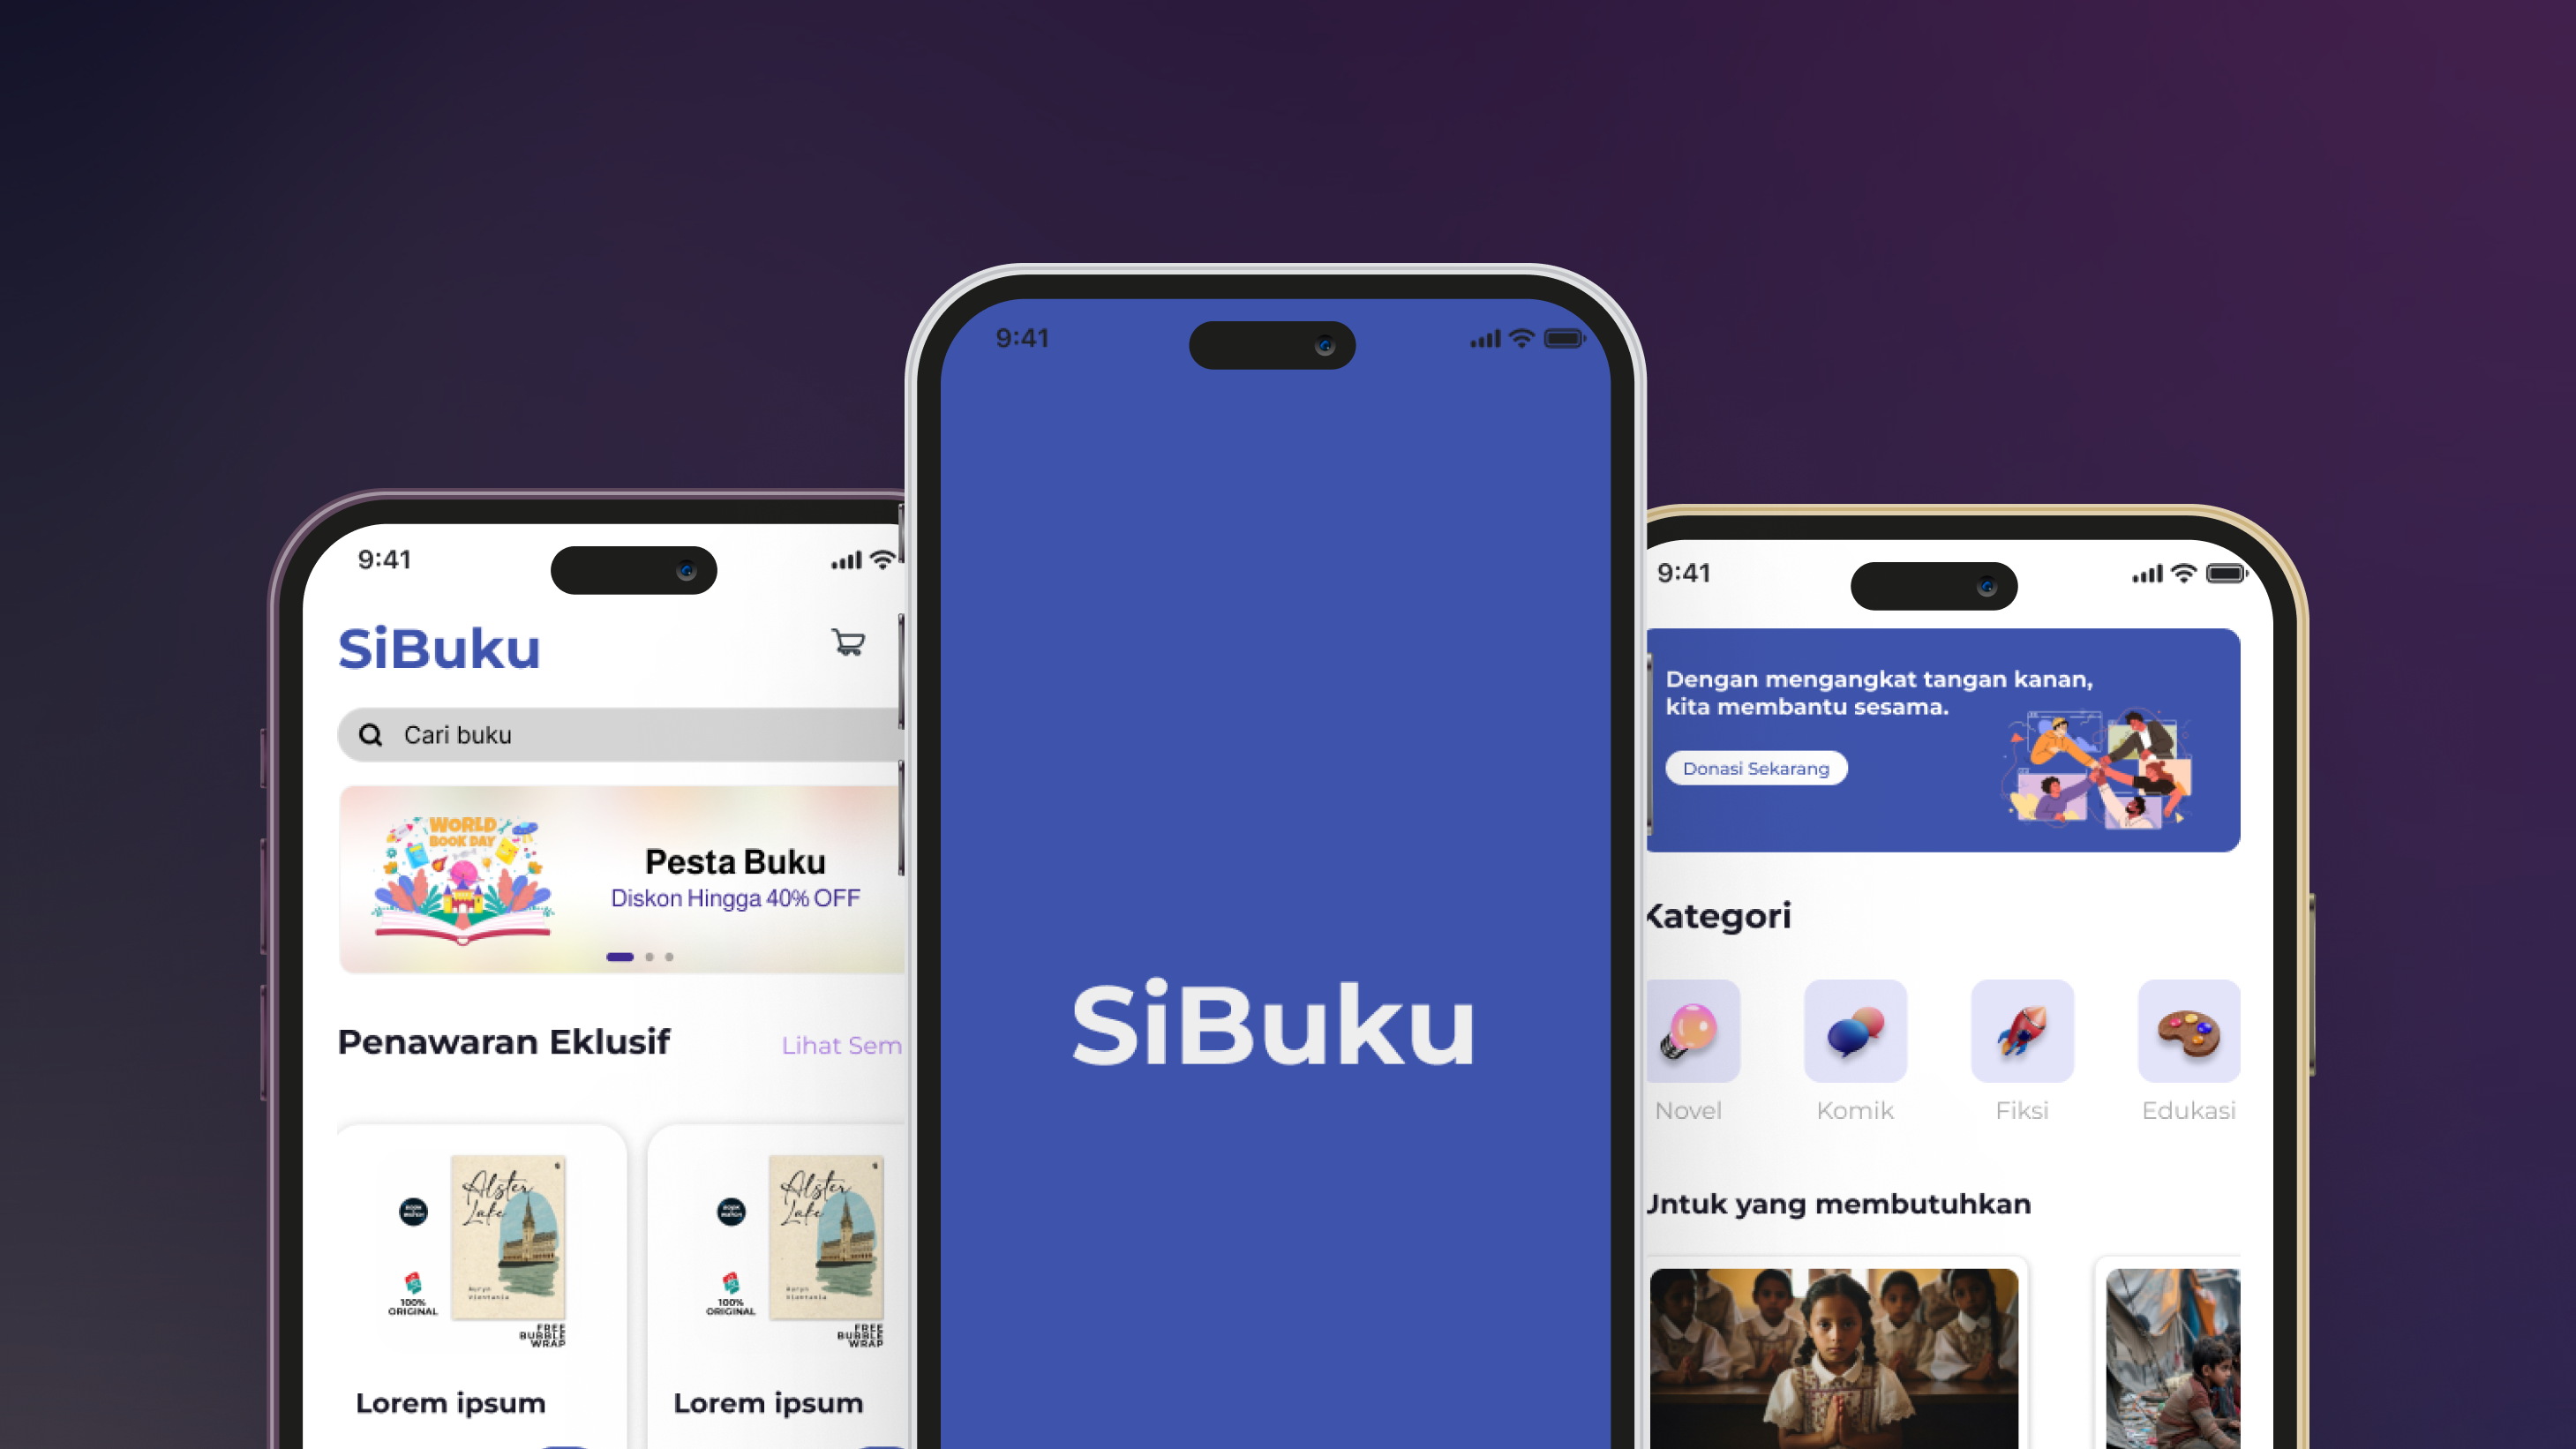 9:41
SiBuku
Cari buku
WORLD
BOOK DAY
Pesta Buku
Diskon Hingga 40% OFF
Penawaran Eklusif
Lihat Sem
Alster
Lake
100%
ORIGINAL
FREE
BUBBLE
WRAP
Lorem ipsum
Alster
Lake
100%
ORIGINAL
FREE
BUBBLE
WRAP
Lorem ipsum
9:41
SiBuku
9:41
Dengan mengangkat tangan kanan,
kita membantu sesama.
Donasi Sekarang
Kategori
Novel
Komik
Fiksi
Edukasi
Untuk yang membutuhkan